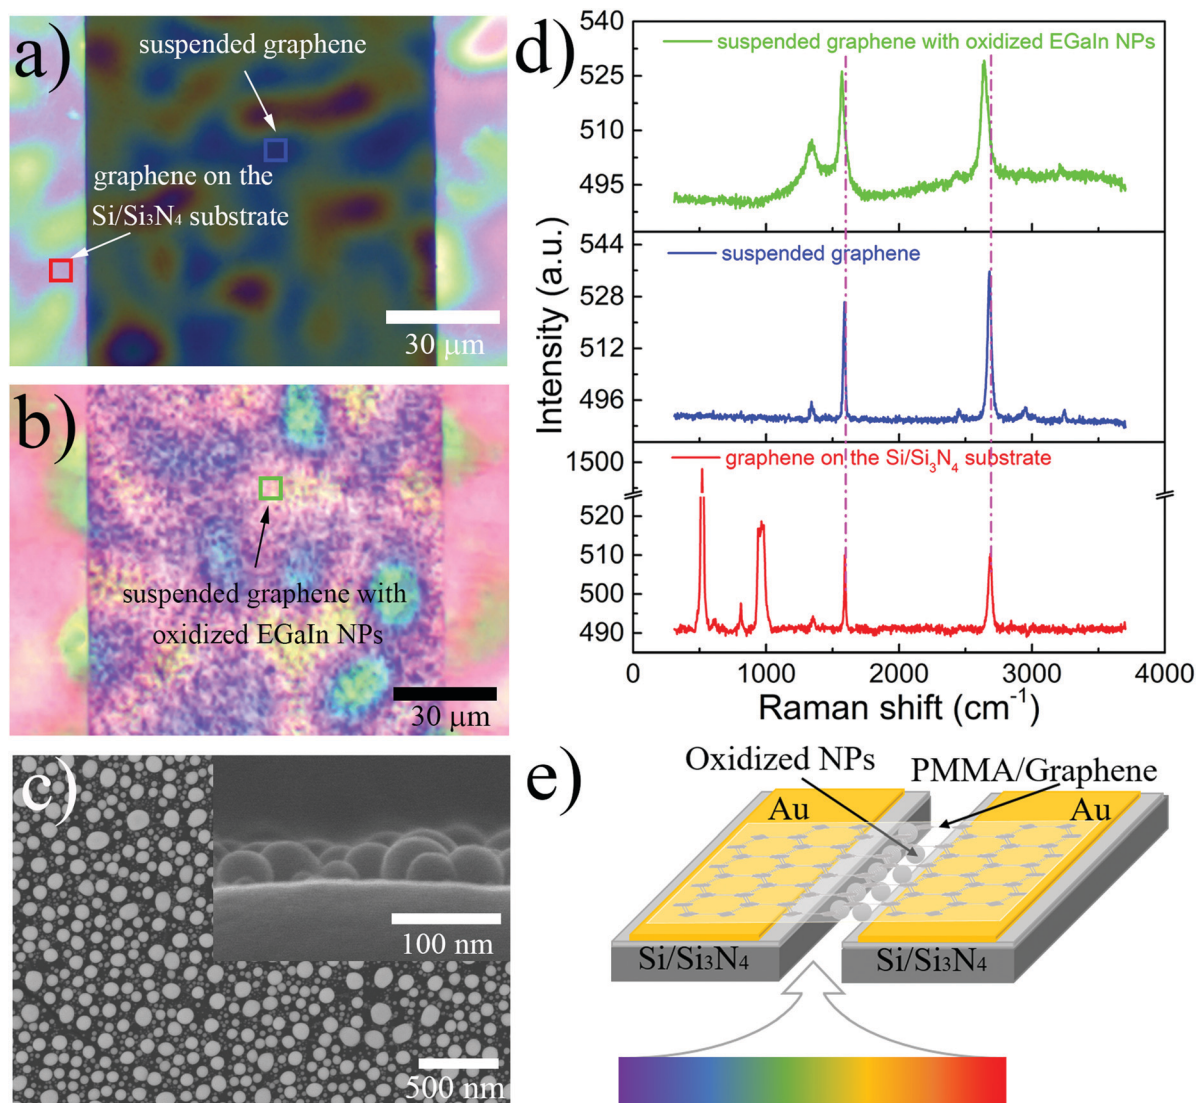 a)
suspended graphene
graphene on the
Si/Si₃N₄ substrate
30 μm
b)
suspended graphene with
oxidized EGaIn NPs
30 μm
c)
100 nm
500 nm
d)
Intensity (a.u.)
540
525
510
495
suspended graphene with oxidized EGaIn NPs
544
528
512
496
suspended graphene
1500
520
510
490
graphene on the Si/Si₃N₄ substrate
0 1000 2000 3000 4000
Raman shift (cm⁻¹)
e)
Oxidized NPs
PMMA/Graphene
Au
Au
Si/Si₃N₄
Si/Si₃N₄